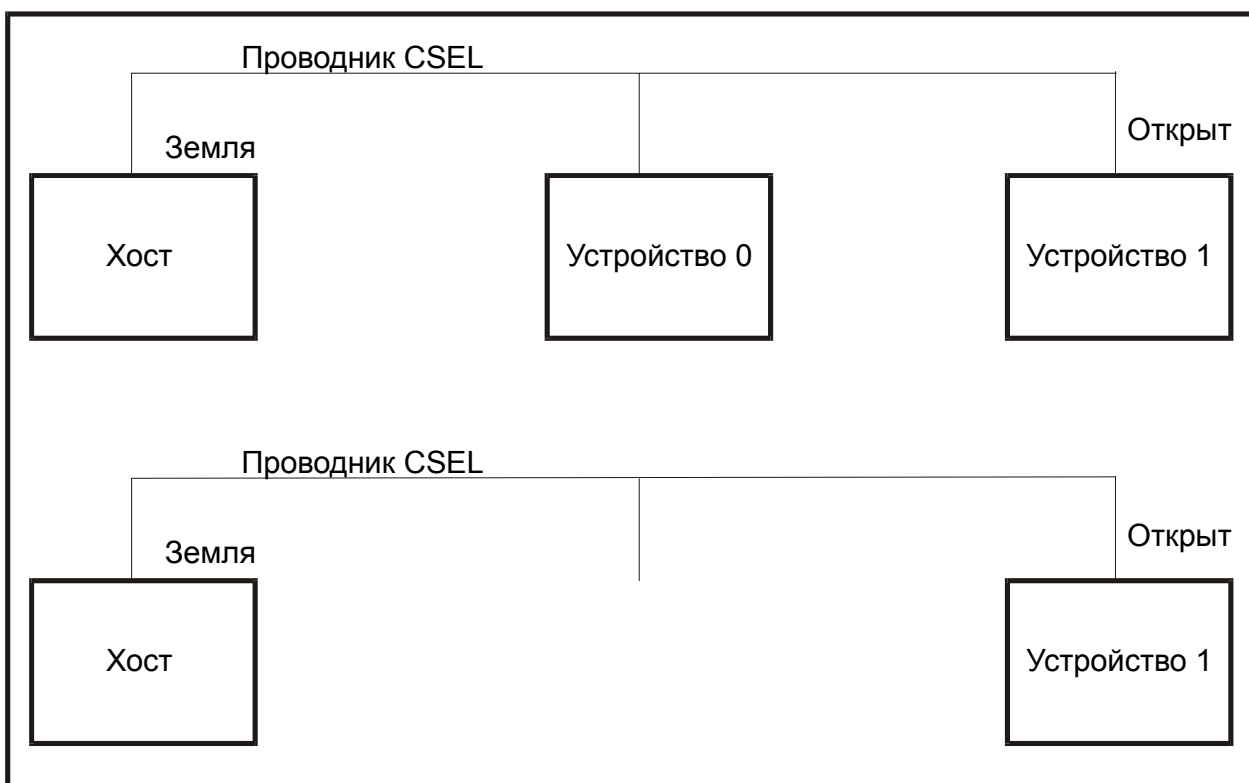 Проводник CSEL
Открыт
Земля
Хост
Устройство 0
Устройство 1
Проводник CSEL
Открыт
Земля
Хост
Устройство 1